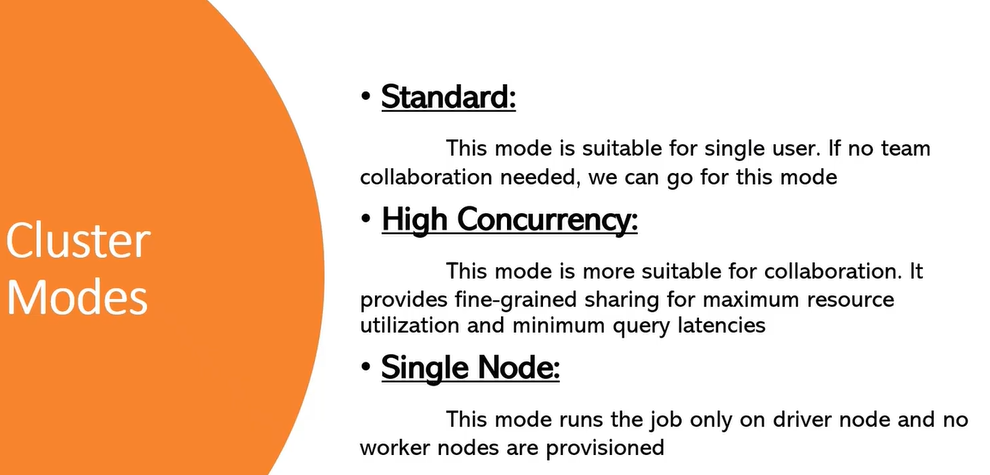 Cluster
Modes
• Standard:
This mode is suitable for single user. If no team
collaboration needed, we can go for this mode
• High Concurrency:
This mode is more suitable for collaboration. It
provides fine-grained sharing for maximum resource
utilization and minimum query latencies
• Single Node:
This mode runs the job only on driver node and no
worker nodes are provisioned